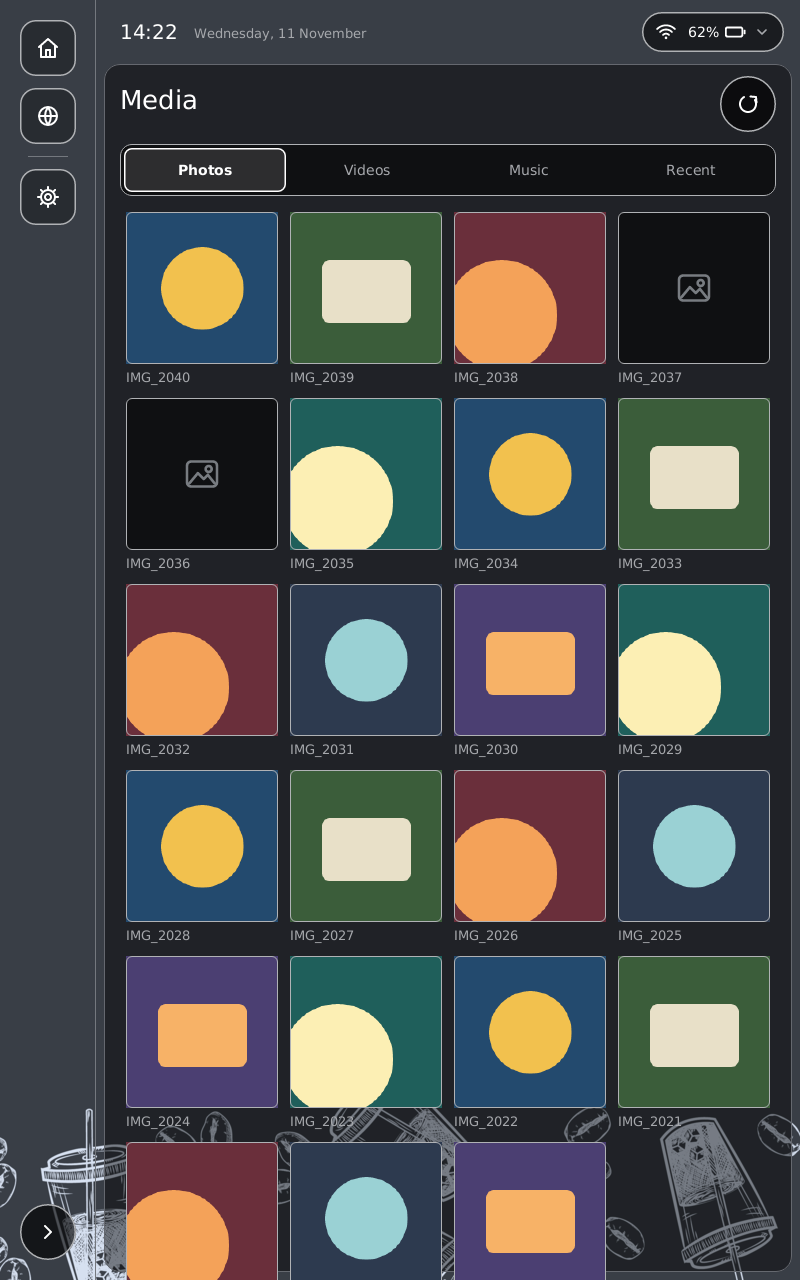 14:22 Wednesday, 11 November 62%
Media
Photos Videos Music Recent
IMG_2040 IMG_2039 IMG_2038 IMG_2037
IMG_2036 IMG_2035 IMG_2034 IMG_2033
IMG_2032 IMG_2031 IMG_2030 IMG_2029
IMG_2028 IMG_2027 IMG_2026 IMG_2025
IMG_2024 IMG_2023 IMG_2022 IMG_2021